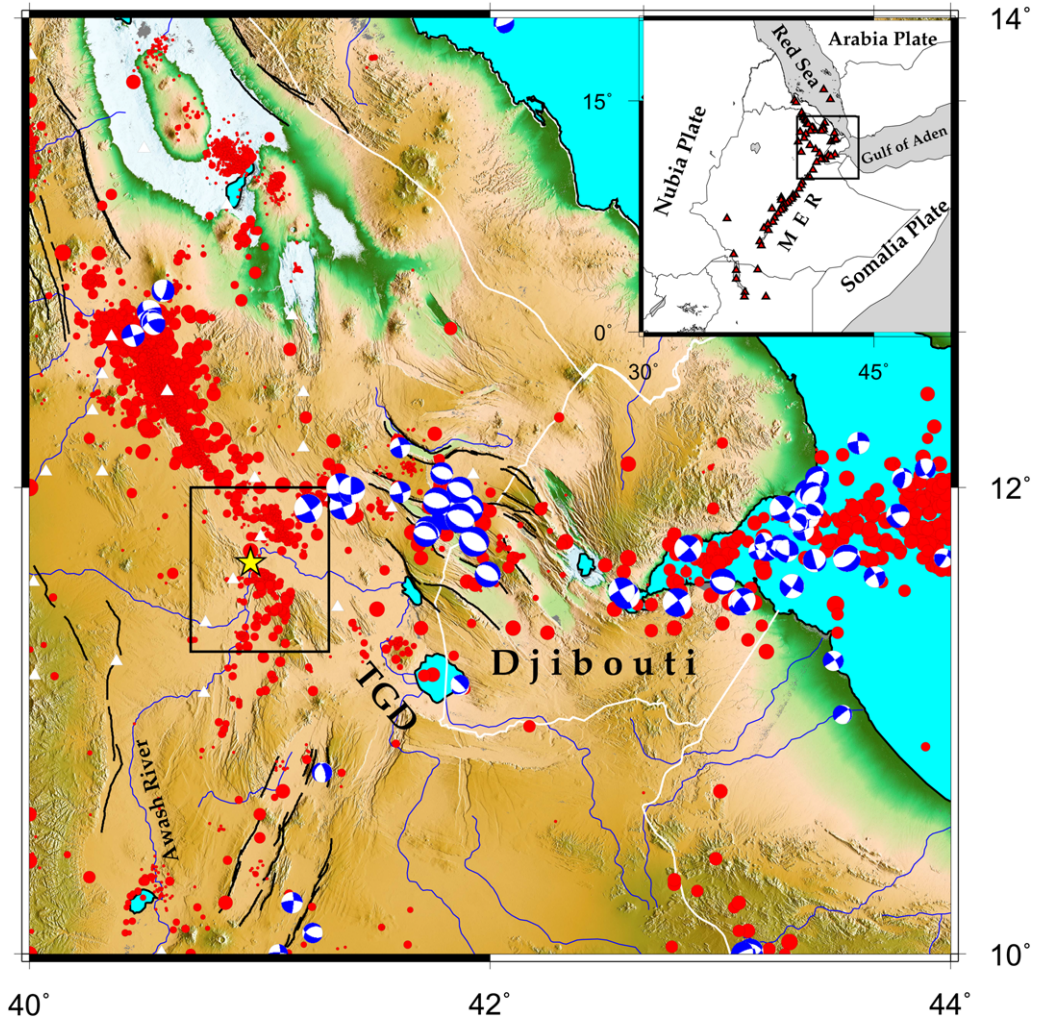 14°
Arabia Plate
Red Sea
15°
Nubia Plate
Gulf of Aden
M E R
Somalia Plate
0°
30°
45°
12°
Djibouti
TGD
Awash River
10°
40°
42°
44°